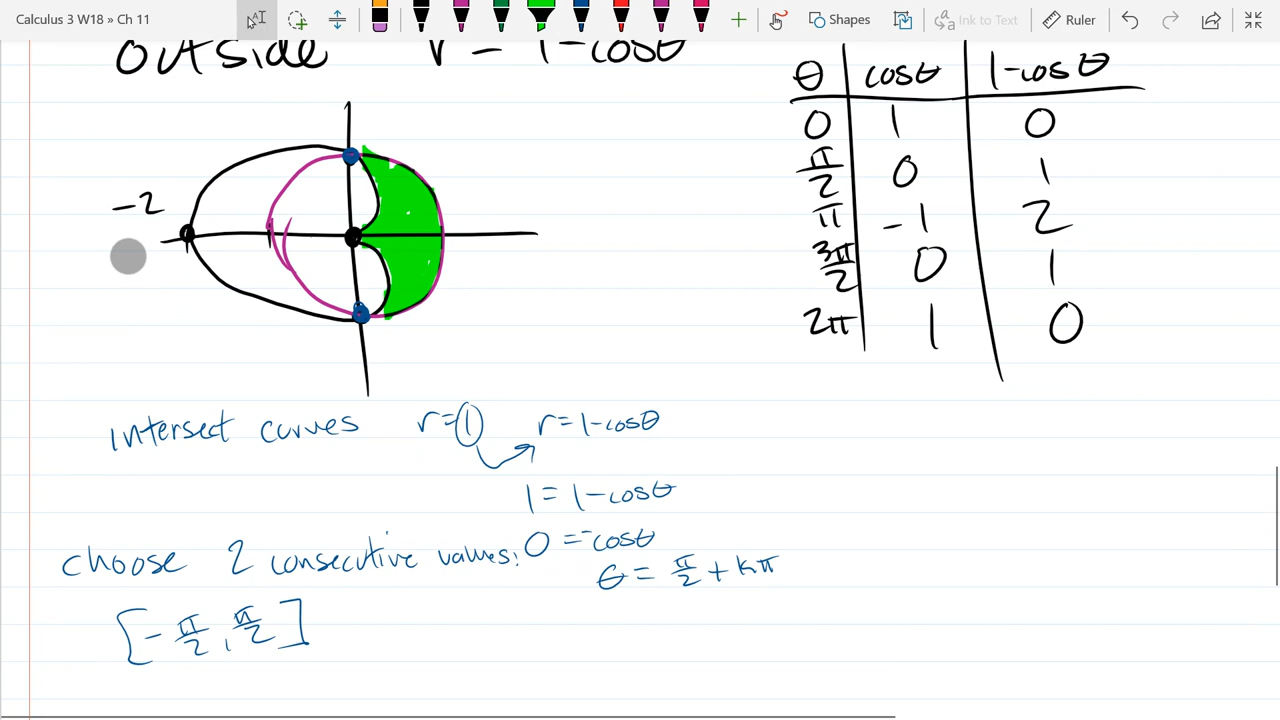 Calculus 3 W18 » Ch 11
Shapes
Ink to Text
Ruler
outside r = 1-cosθ
θ cosθ 1-cosθ
0 1 0
π/2 0 1
π -1 2
3π/2 0 1
2π 1 0
-2
intersect curves r=1 r=1-cosθ
1 = 1-cosθ
0 = -cosθ
choose 2 consecutive values:
θ = π/2 + kπ
[-π/2, π/2]